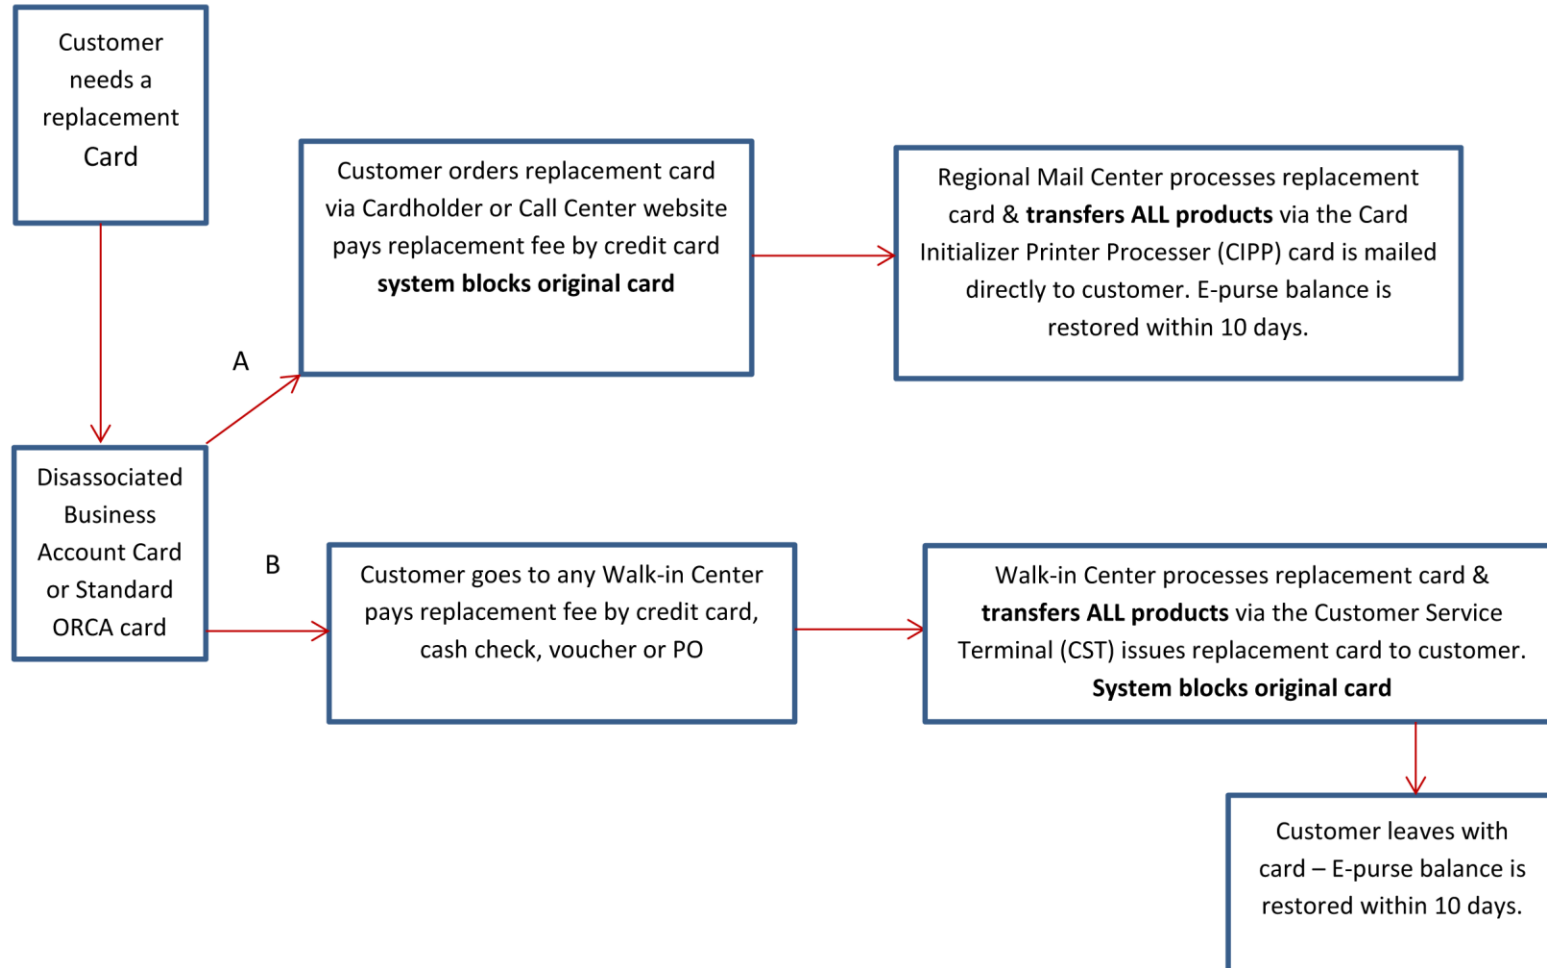 Customer
needs a
replacement
Card
Customer orders replacement card
via Cardholder or Call Center website
pays replacement fee by credit card
system blocks original card
Regional Mail Center processes replacement
card & transfers ALL products via the Card
Initializer Printer Processer (CIPP) card is mailed
directly to customer. E-purse balance is
restored within 10 days.
A
Disassociated
Business
Account Card
or Standard
ORCA card
B
Customer goes to any Walk-in Center
pays replacement fee by credit card,
cash check, voucher or PO
Walk-in Center processes replacement card &
transfers ALL products via the Customer Service
Terminal (CST) issues replacement card to customer.
System blocks original card
Customer leaves with
card – E-purse balance is
restored within 10 days.